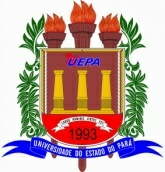 UEPA
1993
UNIVERSIDADE DO ESTADO DO PARÁ